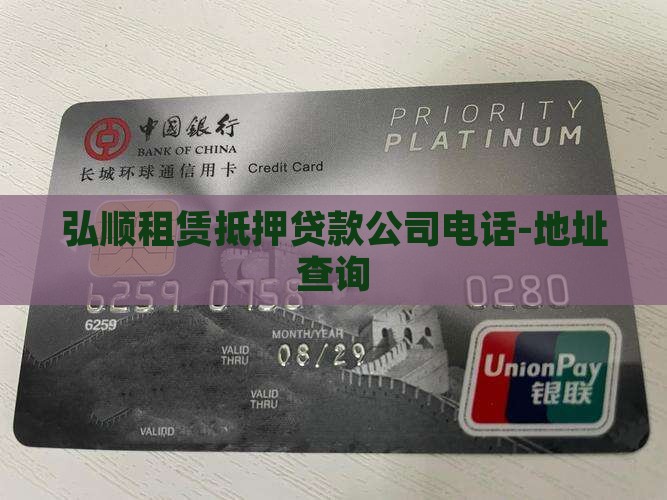 中国银行
BANK OF CHINA
长城环球通信用卡 Credit Card
PRIORITY
PLATINUM
弘顺租赁抵押贷款公司电话-地址
查询
6259 0758 0280
6259
MONTH/YEAR
VALID
THRU
08/29
VALID
THRU
VALID
UnionPay
银联